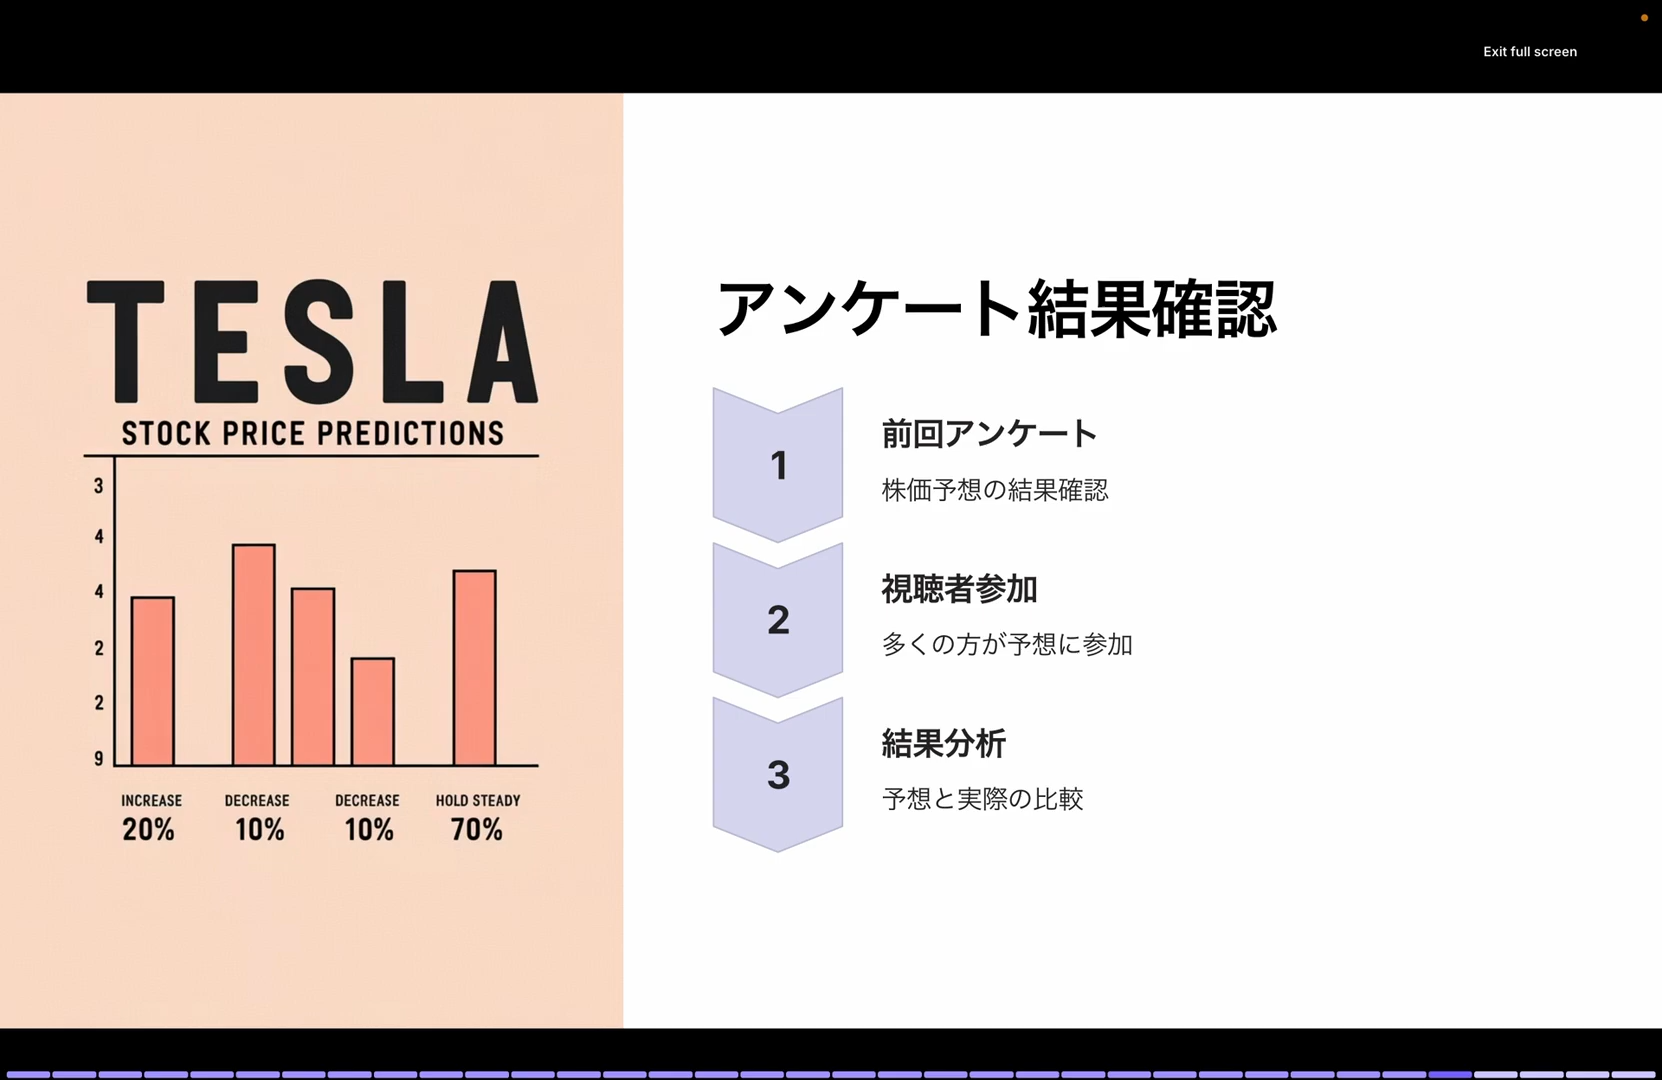 Exit full screen
TESLA
STOCK PRICE PREDICTIONS
3
4
4
2
2
9
INCREASE DECREASE DECREASE HOLD STEADY
20% 10% 10% 70%
アンケート結果確認
1
前回アンケート
株価予想の結果確認
2
視聴者参加
多くの方が予想に参加
3
結果分析
予想と実際の比較